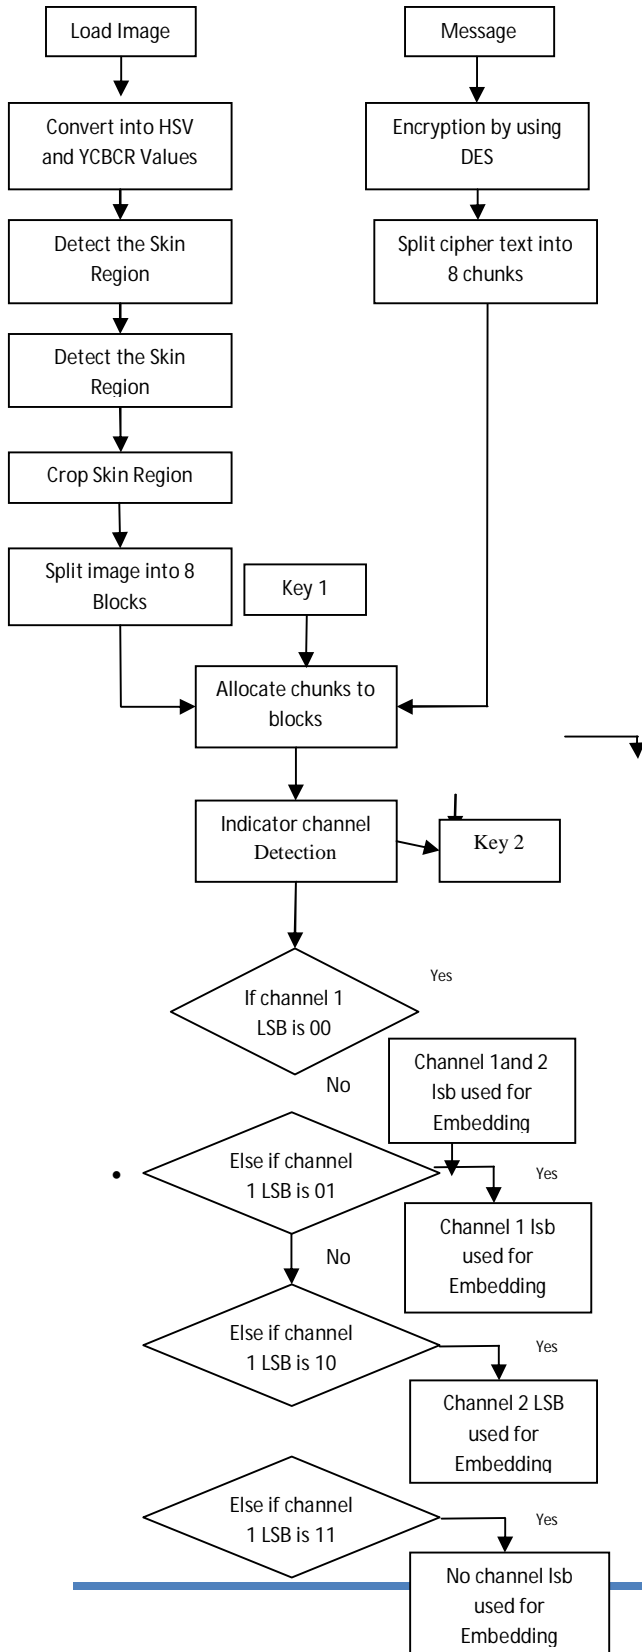 Load Image
Message
Convert into HSV
and YCBCR Values
Encryption by using
DES
Detect the Skin
Region
Split cipher text into
8 chunks
Detect the Skin
Region
Crop Skin Region
Split image into 8
Blocks
Key 1
Allocate chunks to
blocks
Indicator channel
Detection
Key 2
If channel 1
LSB is 00
Yes
No
Channel 1and 2
lsb used for
Embedding
Else if channel
1 LSB is 01
Yes
Channel 1 lsb
used for
Embedding
No
Else if channel
1 LSB is 10
Yes
Channel 2 LSB
used for
Embedding
Else if channel
1 LSB is 11
Yes
No channel lsb
used for
Embedding